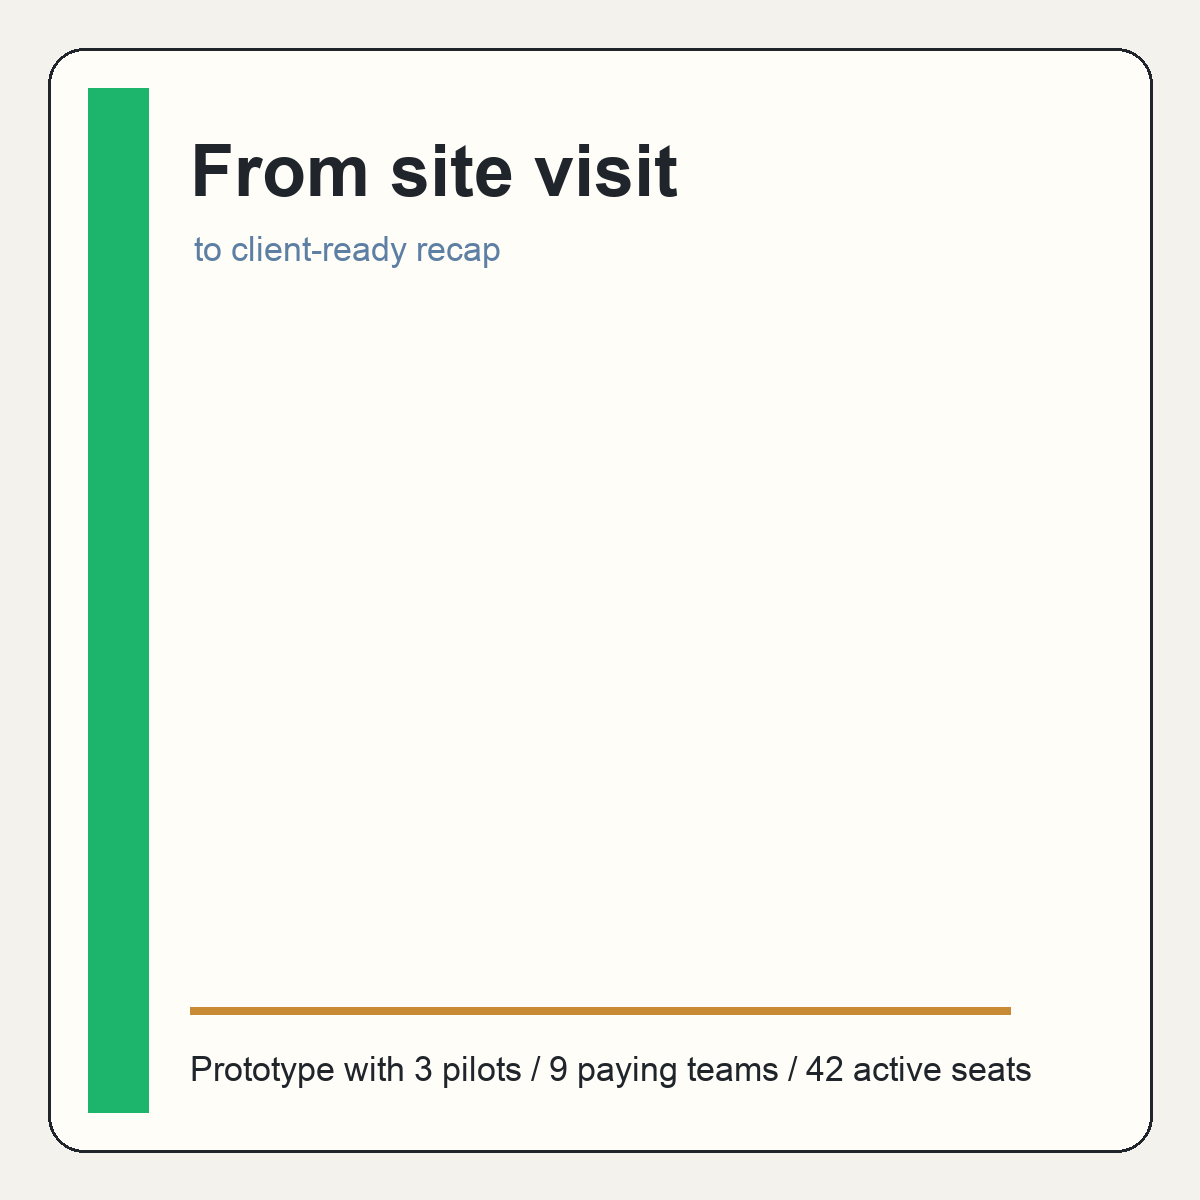 From site visit
to client-ready recap
Prototype with 3 pilots / 9 paying teams / 42 active seats